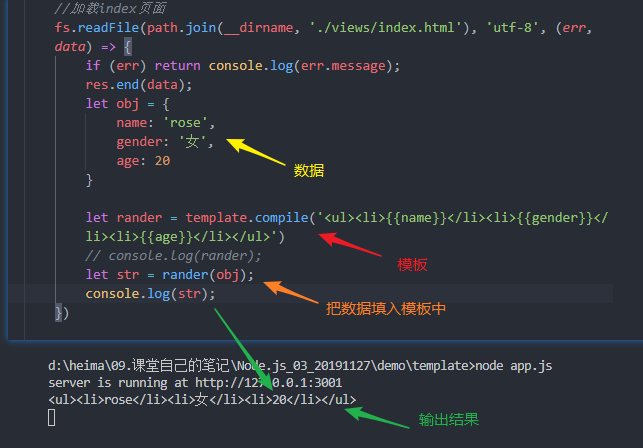 //加载index页面
fs.readFile(path.join(__dirname, './views/index.html'), 'utf-8', (err,
data) => {
if (err) return console.log(err.message);
res.end(data);
let obj = {
name: 'rose',
gender: '女',
age: 20
}
数据
let rander = template.compile('<ul><li>{{name}}</li><li>{{gender}}</
li><li>{{age}}</li></ul>')
模板
// console.log(rander);
let str = rander(obj);
把数据填入模板中
console.log(str);
})
d:\heima\09.课堂自己的笔记\Node.js_03_20191127\demo\template>node app.js
server is running at http://127.0.0.1:3001
<ul><li>rose</li><li>女</li><li>20</li></ul>
输出结果